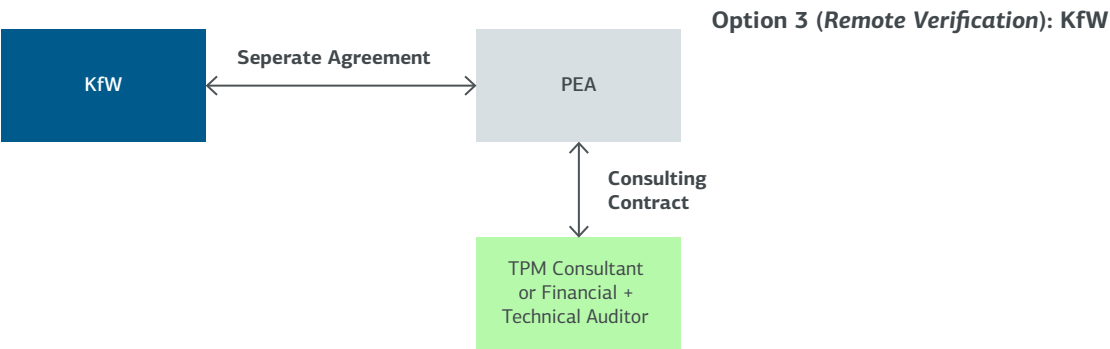 Option 3 (Remote Verification): KfW
Seperate Agreement
KfW
PEA
Consulting
Contract
TPM Consultant
or Financial +
Technical Auditor